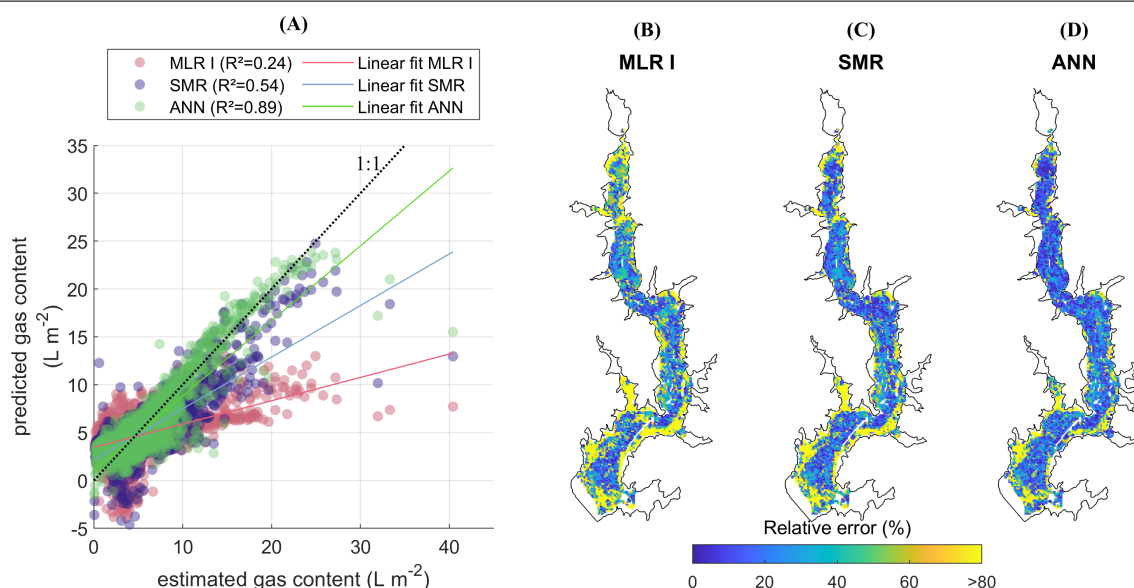 (A)
MLR I (R²=0.24)
Linear fit MLR I
SMR (R²=0.54)
Linear fit SMR
ANN (R²=0.89)
Linear fit ANN
35
30
25
20
15
10
5
0
-5
1:1
predicted gas content
(L m⁻²)
0
10
20
30
40
estimated gas content (L m⁻²)
(B)
MLR I
(C)
SMR
(D)
ANN
Relative error (%)
0
20
40
60
>80